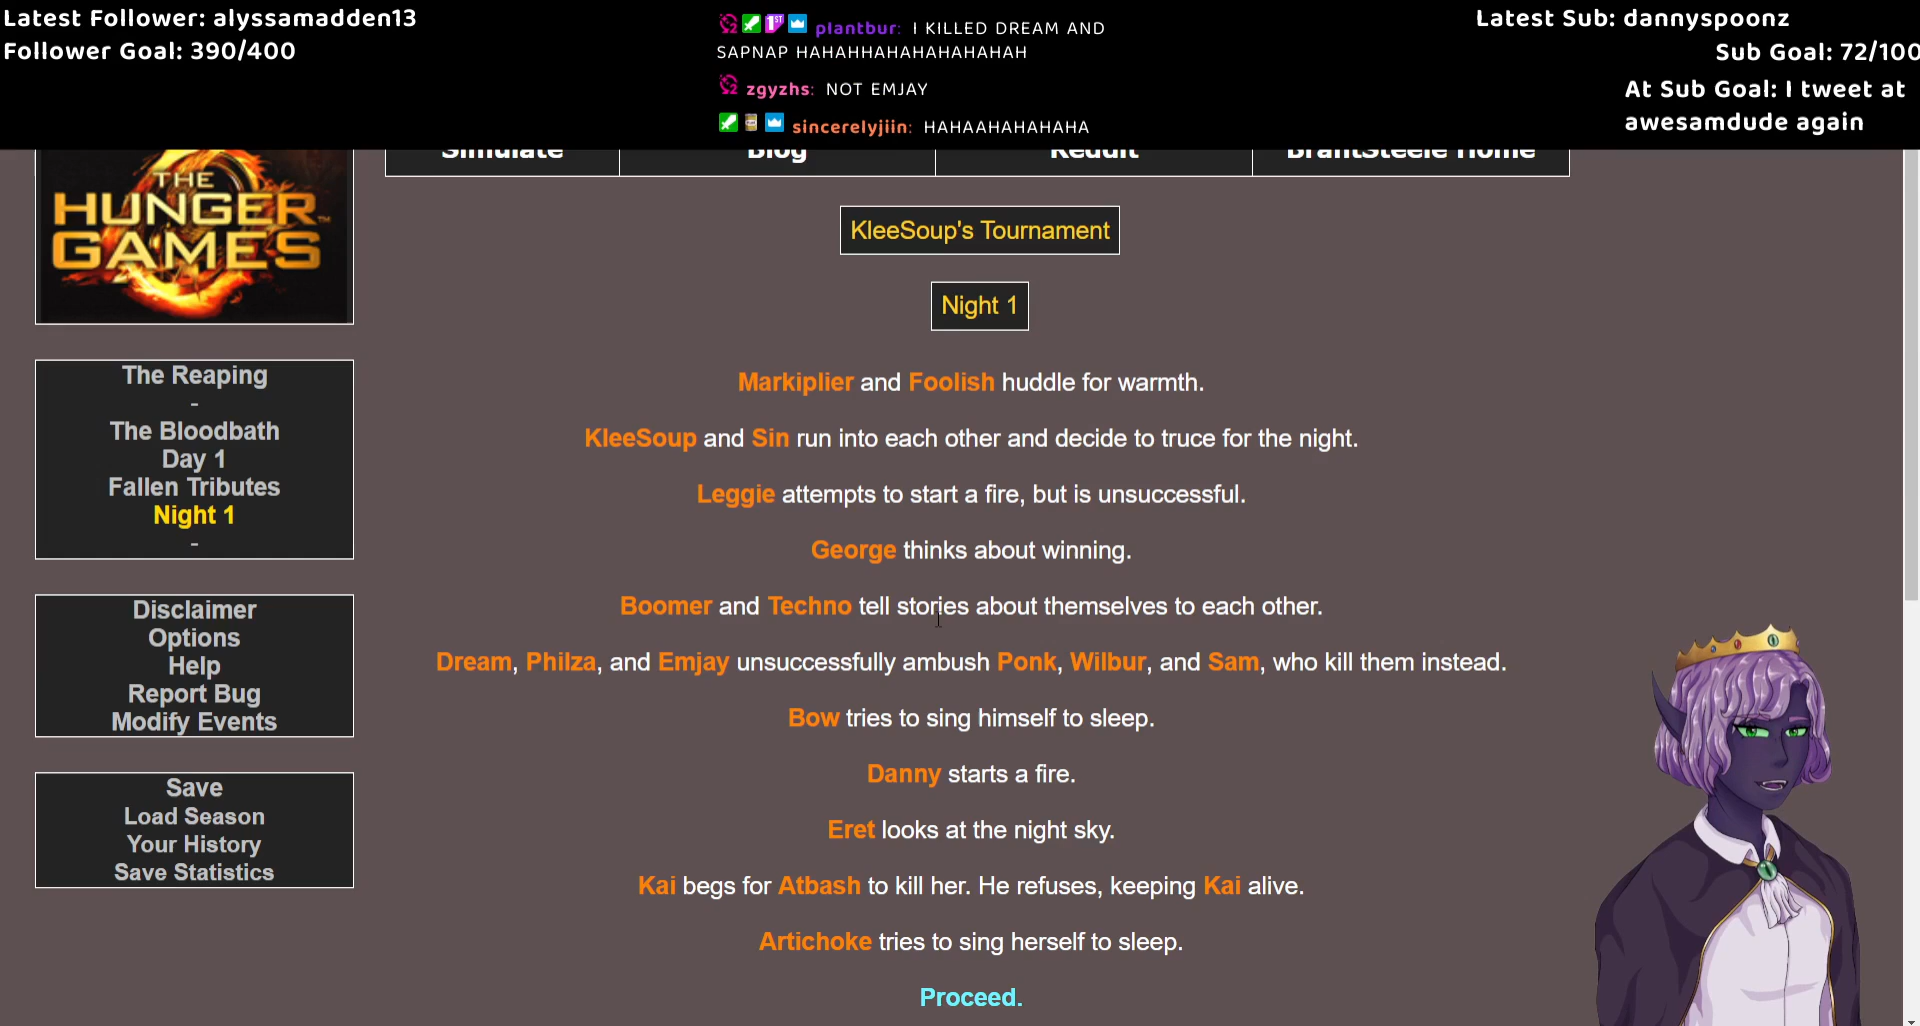 Latest Follower: alyssamadden13
Follower Goal: 390/400
plantbur: I KILLED DREAM AND
SAPNAP HAHAHHAHAHAHAHAHAH
zgyzhs: NOT EMJAY
sincerelyjiin: HAHAAHAHAHAHA
Latest Sub: dannyspoonz
Sub Goal: 72/100
At Sub Goal: I tweet at
awesamdude again
Simulate
Blog
Reddit
BrantSteele Home
THE
HUNGER
GAMES
KleeSoup's Tournament
Night 1
The Reaping
-
The Bloodbath
Day 1
Fallen Tributes
Night 1
-
Disclaimer
Options
Help
Report Bug
Modify Events
Save
Load Season
Your History
Save Statistics
Markiplier and Foolish huddle for warmth.
KleeSoup and Sin run into each other and decide to truce for the night.
Leggie attempts to start a fire, but is unsuccessful.
George thinks about winning.
Boomer and Techno tell stories about themselves to each other.
Dream, Philza, and Emjay unsuccessfully ambush Ponk, Wilbur, and Sam, who kill them instead.
Bow tries to sing himself to sleep.
Danny starts a fire.
Eret looks at the night sky.
Kai begs for Atbash to kill her. He refuses, keeping Kai alive.
Artichoke tries to sing herself to sleep.
Proceed.